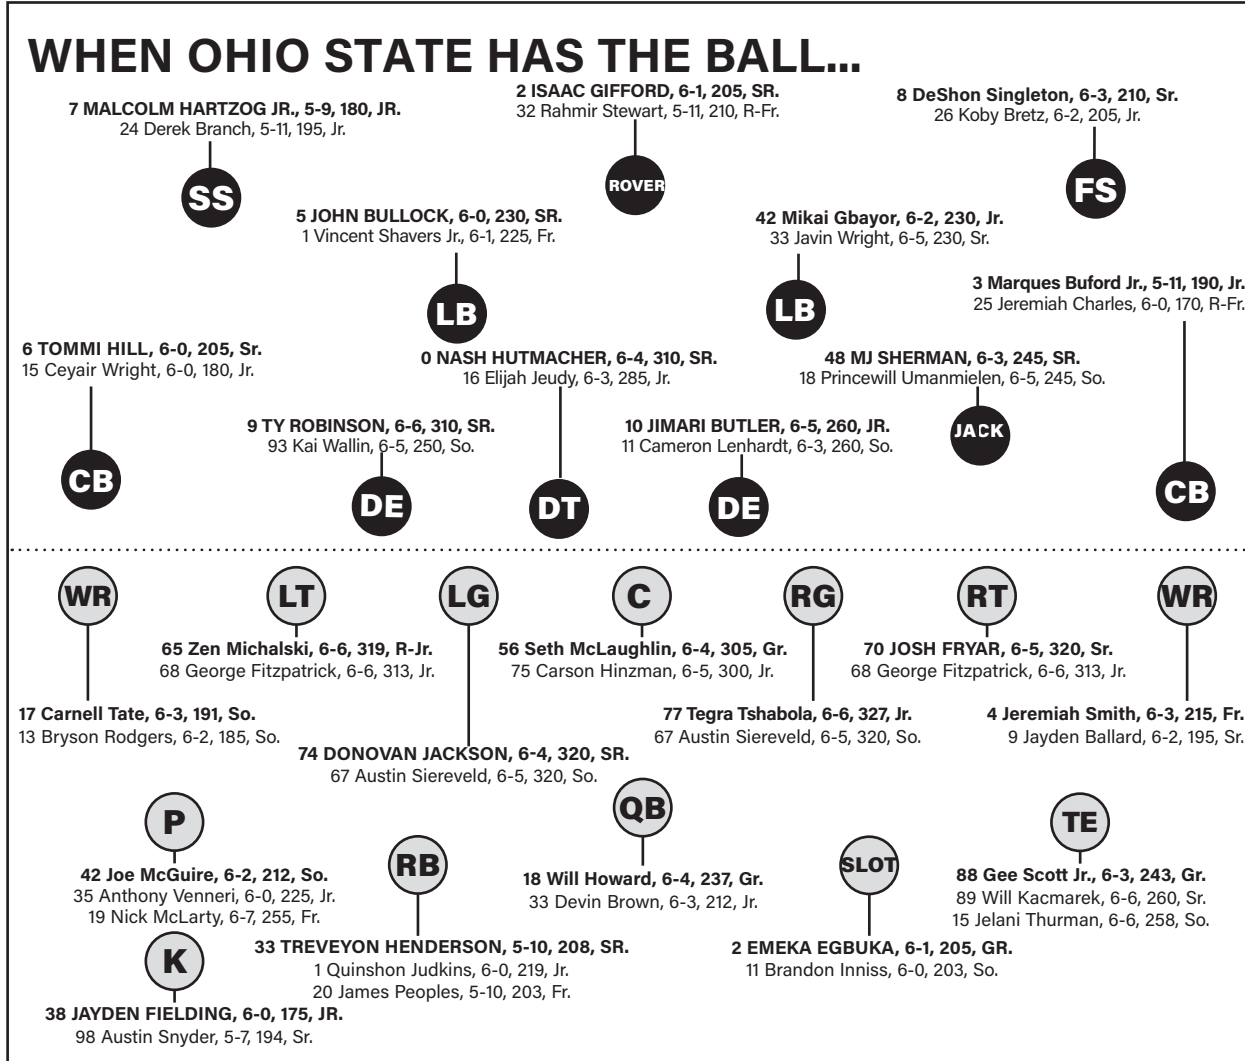 WHEN OHIO STATE HAS THE BALL...
7 MALCOLM HARTZOG JR., 5-9, 180, JR.
24 Derek Branch, 5-11, 195, Jr.
SS
2 ISAAC GIFFORD, 6-1, 205, SR.
32 Rahmir Stewart, 5-11, 210, R-Fr.
ROVER
8 DeShon Singleton, 6-3, 210, Sr.
26 Koby Bretz, 6-2, 205, Jr.
FS
5 JOHN BULLOCK, 6-0, 230, SR.
1 Vincent Shavers Jr., 6-1, 225, Fr.
LB
42 Mikai Gbayor, 6-2, 230, Jr.
33 Javin Wright, 6-5, 230, Sr.
LB
3 Marques Buford Jr., 5-11, 190, Jr.
25 Jeremiah Charles, 6-0, 170, R-Fr.
CB
6 TOMMI HILL, 6-0, 205, Sr.
15 Ceyair Wright, 6-0, 180, Jr.
CB
0 NASH HUTMACHER, 6-4, 310, SR.
16 Elijah Jeudy, 6-3, 285, Jr.
DT
48 MJ SHERMAN, 6-3, 245, SR.
18 Princewill Umanmielen, 6-5, 245, So.
JACK
9 TY ROBINSON, 6-6, 310, SR.
93 Kai Wallin, 6-5, 250, So.
DE
10 JIMARI BUTLER, 6-5, 260, JR.
11 Cameron Lenhardt, 6-3, 260, So.
DE
WR
17 Carnell Tate, 6-3, 191, So.
13 Bryson Rodgers, 6-2, 185, So.
LT
65 Zen Michalski, 6-6, 319, R-Jr.
68 George Fitzpatrick, 6-6, 313, Jr.
LG
74 DONOVAN JACKSON, 6-4, 320, SR.
67 Austin Siereveld, 6-5, 320, So.
C
56 Seth McLaughlin, 6-4, 305, Gr.
75 Carson Hinzman, 6-5, 300, Jr.
RG
77 Tegra Tshabola, 6-6, 327, Jr.
67 Austin Siereveld, 6-5, 320, So.
RT
70 JOSH FRYAR, 6-5, 320, Sr.
68 George Fitzpatrick, 6-6, 313, Jr.
WR
4 Jeremiah Smith, 6-3, 215, Fr.
9 Jayden Ballard, 6-2, 195, Sr.
P
42 Joe McGuire, 6-2, 212, So.
35 Anthony Venneri, 6-0, 225, Jr.
19 Nick McLarty, 6-7, 255, Fr.
RB
33 TREVEYON HENDERSON, 5-10, 208, SR.
1 Quinshon Judkins, 6-0, 219, Jr.
20 James Peoples, 5-10, 203, Fr.
QB
18 Will Howard, 6-4, 237, Gr.
33 Devin Brown, 6-3, 212, Jr.
SLOT
2 EMEKA EGBUKA, 6-1, 205, GR.
11 Brandon Inniss, 6-0, 203, So.
TE
88 Gee Scott Jr., 6-3, 243, Gr.
89 Will Kacmarek, 6-6, 260, Sr.
15 Jelani Thurman, 6-6, 258, So.
K
38 JAYDEN FIELDING, 6-0, 175, JR.
98 Austin Snyder, 5-7, 194, Sr.